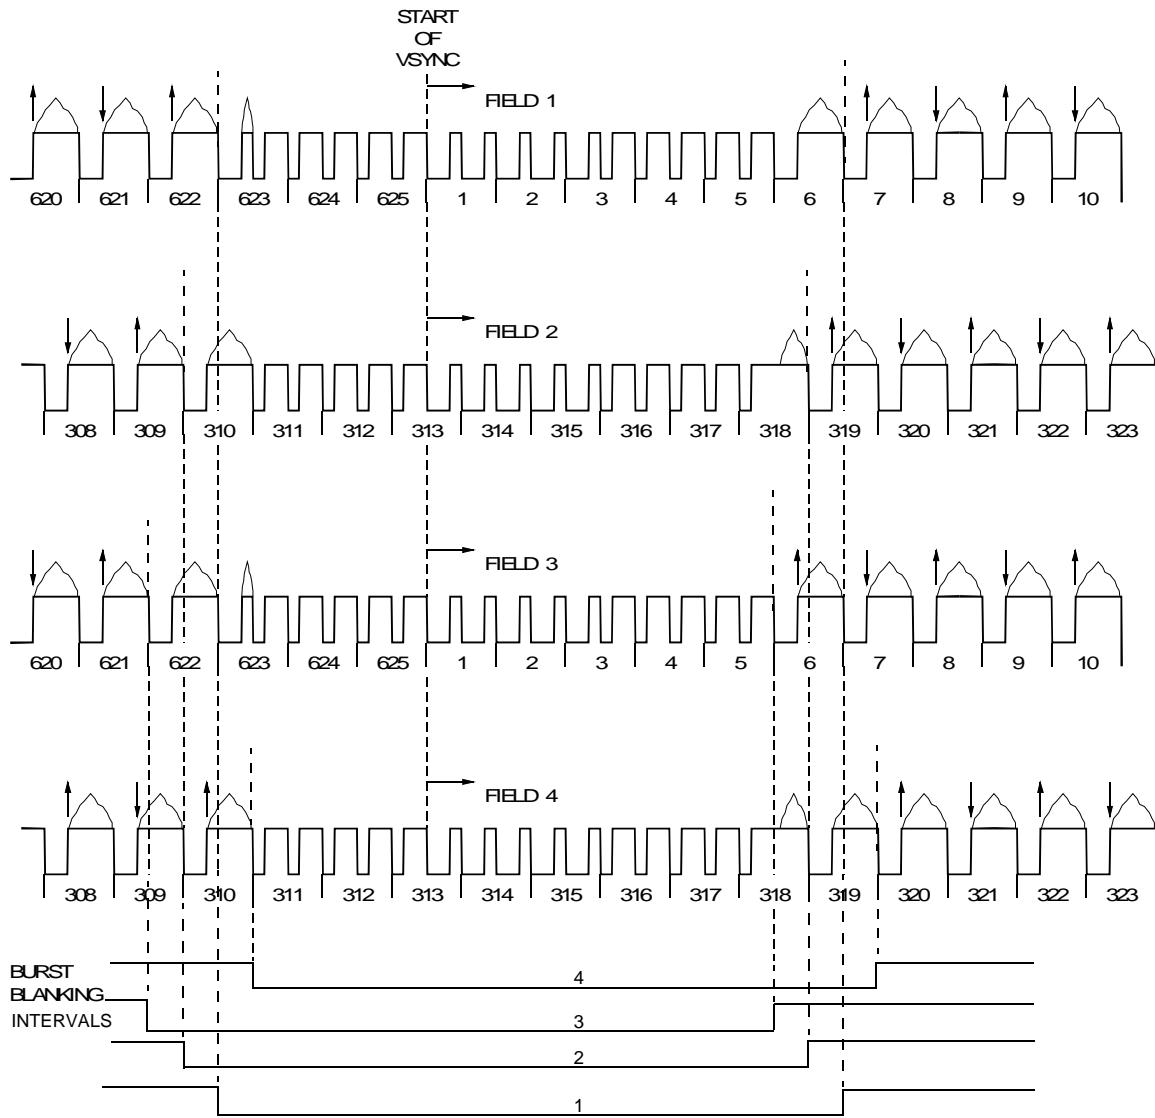 START
OF
VSYNC
FIELD 1
620 621 622 623 624 625 1 2 3 4 5 6 7 8 9 10
FIELD 2
308 309 310 311 312 313 314 315 316 317 318 319 320 321 322 323
FIELD 3
620 621 622 623 624 625 1 2 3 4 5 6 7 8 9 10
FIELD 4
308 309 310 311 312 313 314 315 316 317 318 319 320 321 322 323
BURST
BLANKING
INTERVALS
4
3
2
1